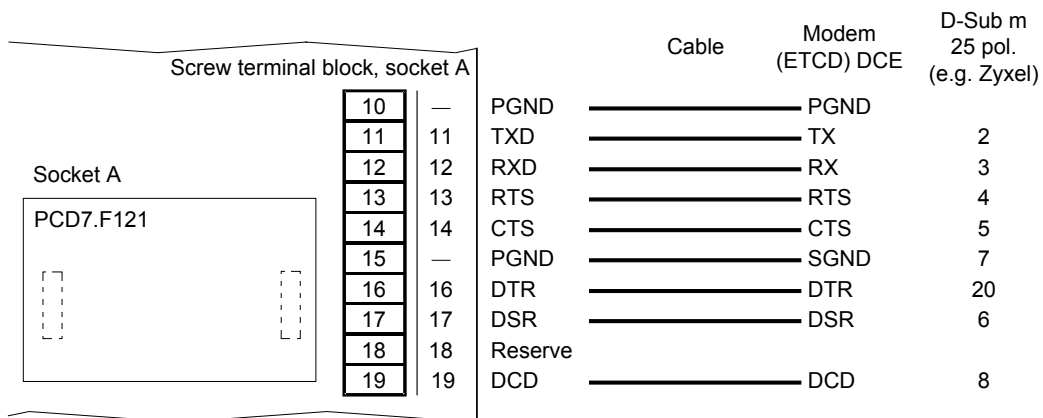 Cable
Modem
(ETCD) DCE
D-Sub m
25 pol.
(e.g. Zyxel)
Screw terminal block, socket A
10 — PGND PGND
11 11 TXD TX 2
12 12 RXD RX 3
Socket A
13 13 RTS RTS 4
PCD7.F121
14 14 CTS CTS 5
15 — PGND SGND 7
16 16 DTR DTR 20
17 17 DSR DSR 6
18 18 Reserve
19 19 DCD DCD 8